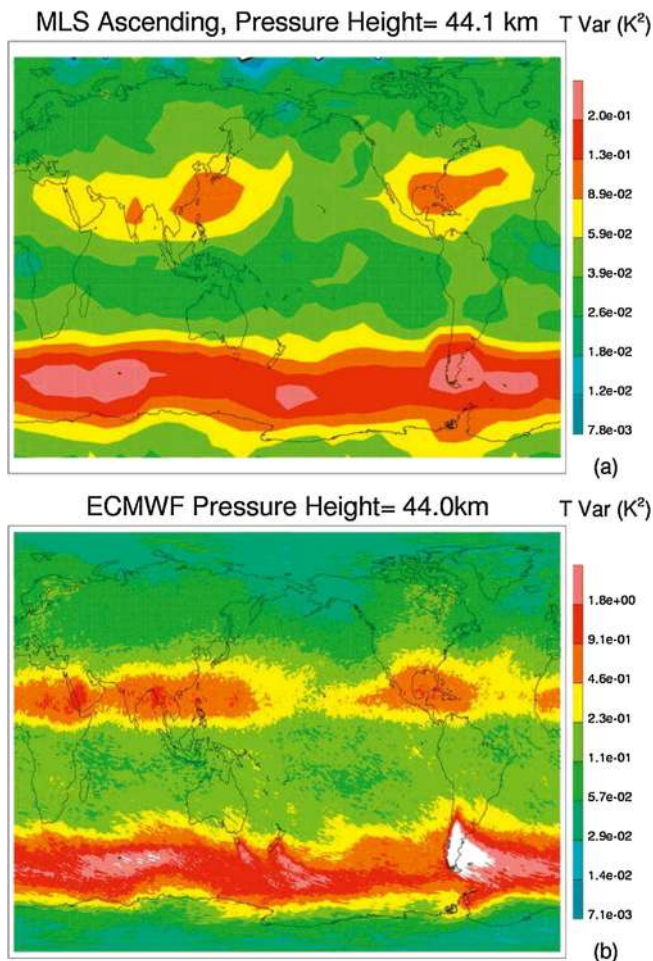 MLS Ascending, Pressure Height= 44.1 km T Var (K²)
2.0e-01
1.3e-01
8.9e-02
5.9e-02
3.9e-02
2.6e-02
1.8e-02
1.2e-02
7.8e-03
(a)
ECMWF Pressure Height= 44.0km T Var (K²)
1.8e+00
9.1e-01
4.6e-01
2.3e-01
1.1e-01
5.7e-02
2.9e-02
1.4e-02
7.1e-03
(b)